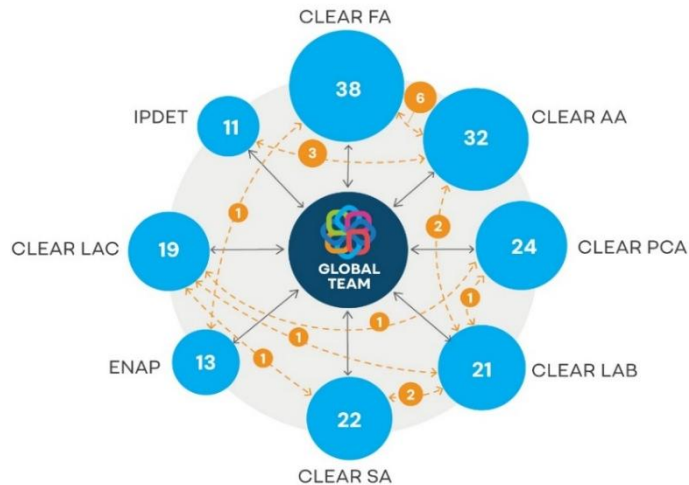 CLEAR FA
38
6
IPDET
11
CLEAR AA
32
3
1
2
CLEAR LAC
19
GLOBAL
TEAM
24
CLEAR PCA
1
1
1
1
ENAP
13
2
21
CLEAR LAB
22
CLEAR SA